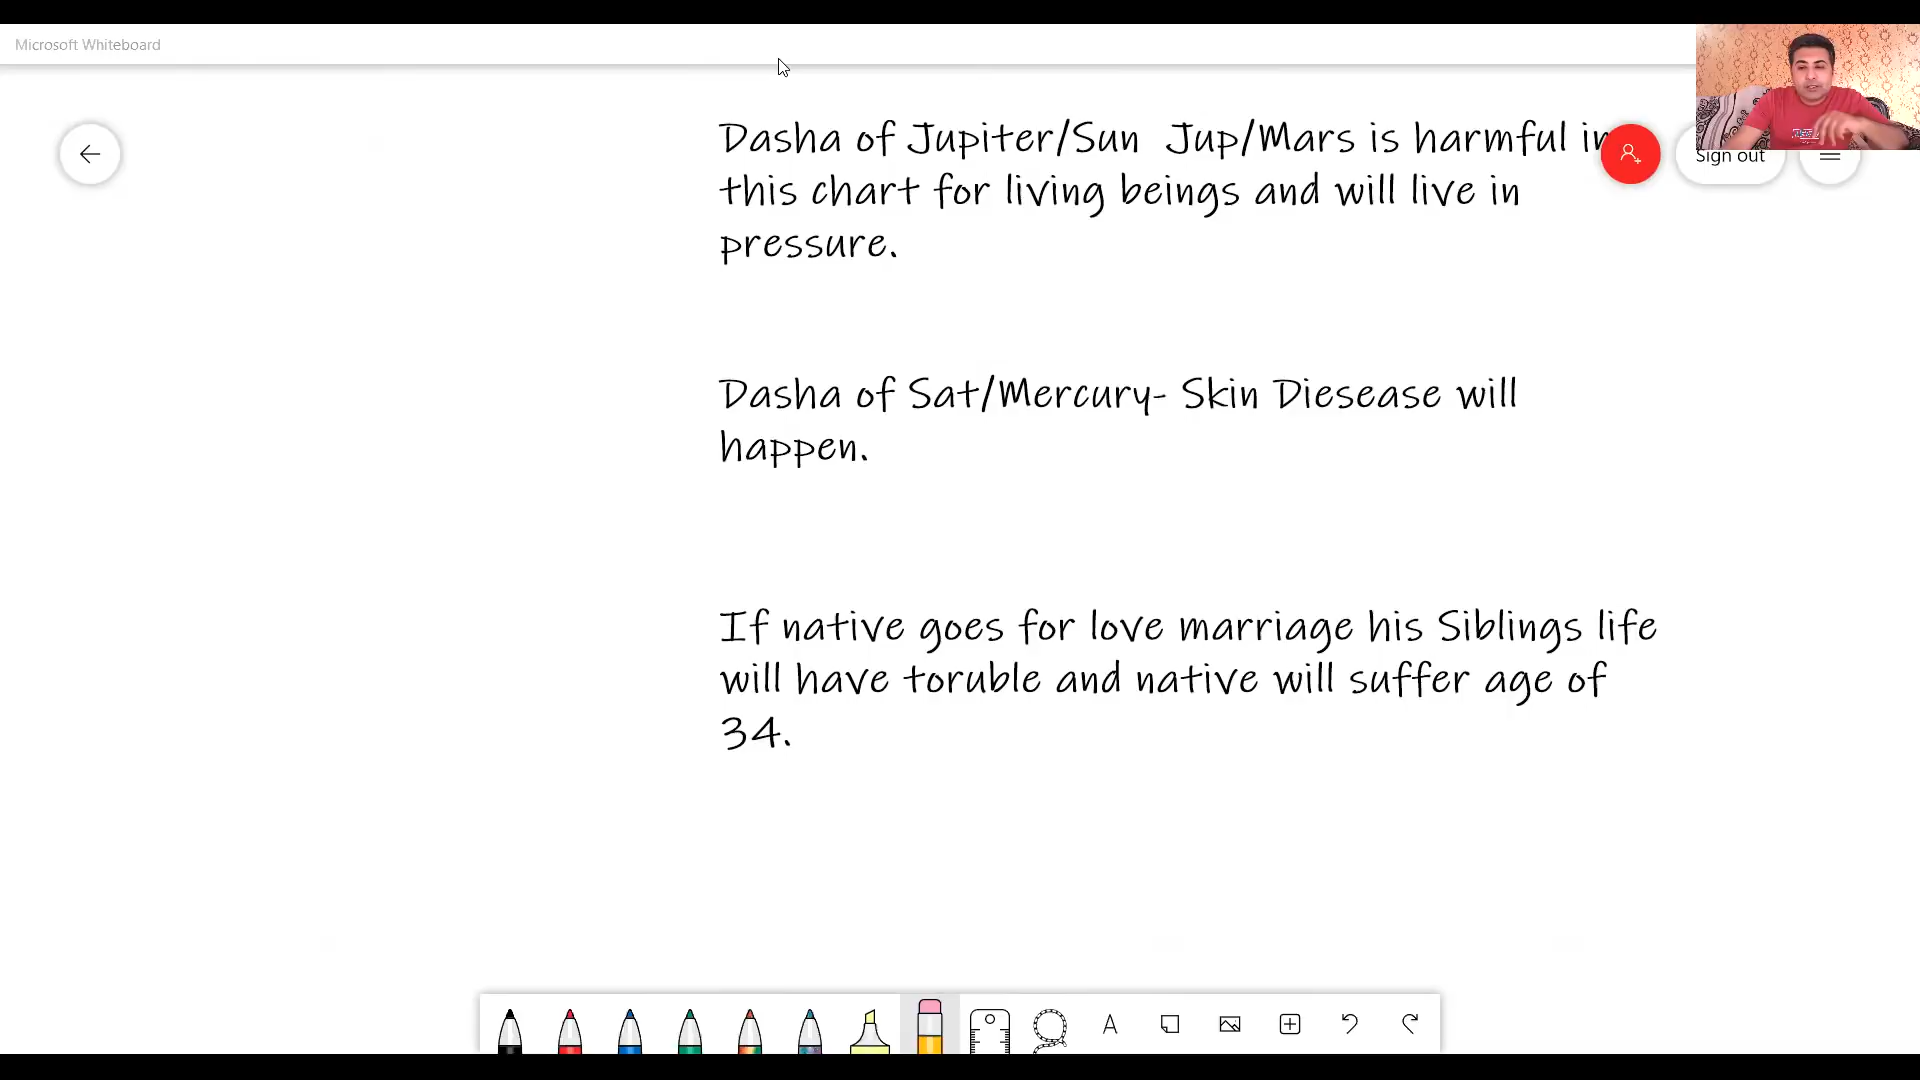 Microsoft Whiteboard
Dasha of Jupiter/Sun Jup/Mars is harmful in
Sign out
this chart for living beings and will live in
pressure.
Dasha of Sat/Mercury- Skin Diesease will
happen.
If native goes for love marriage his Siblings life
will have toruble and native will suffer age of
34.
A